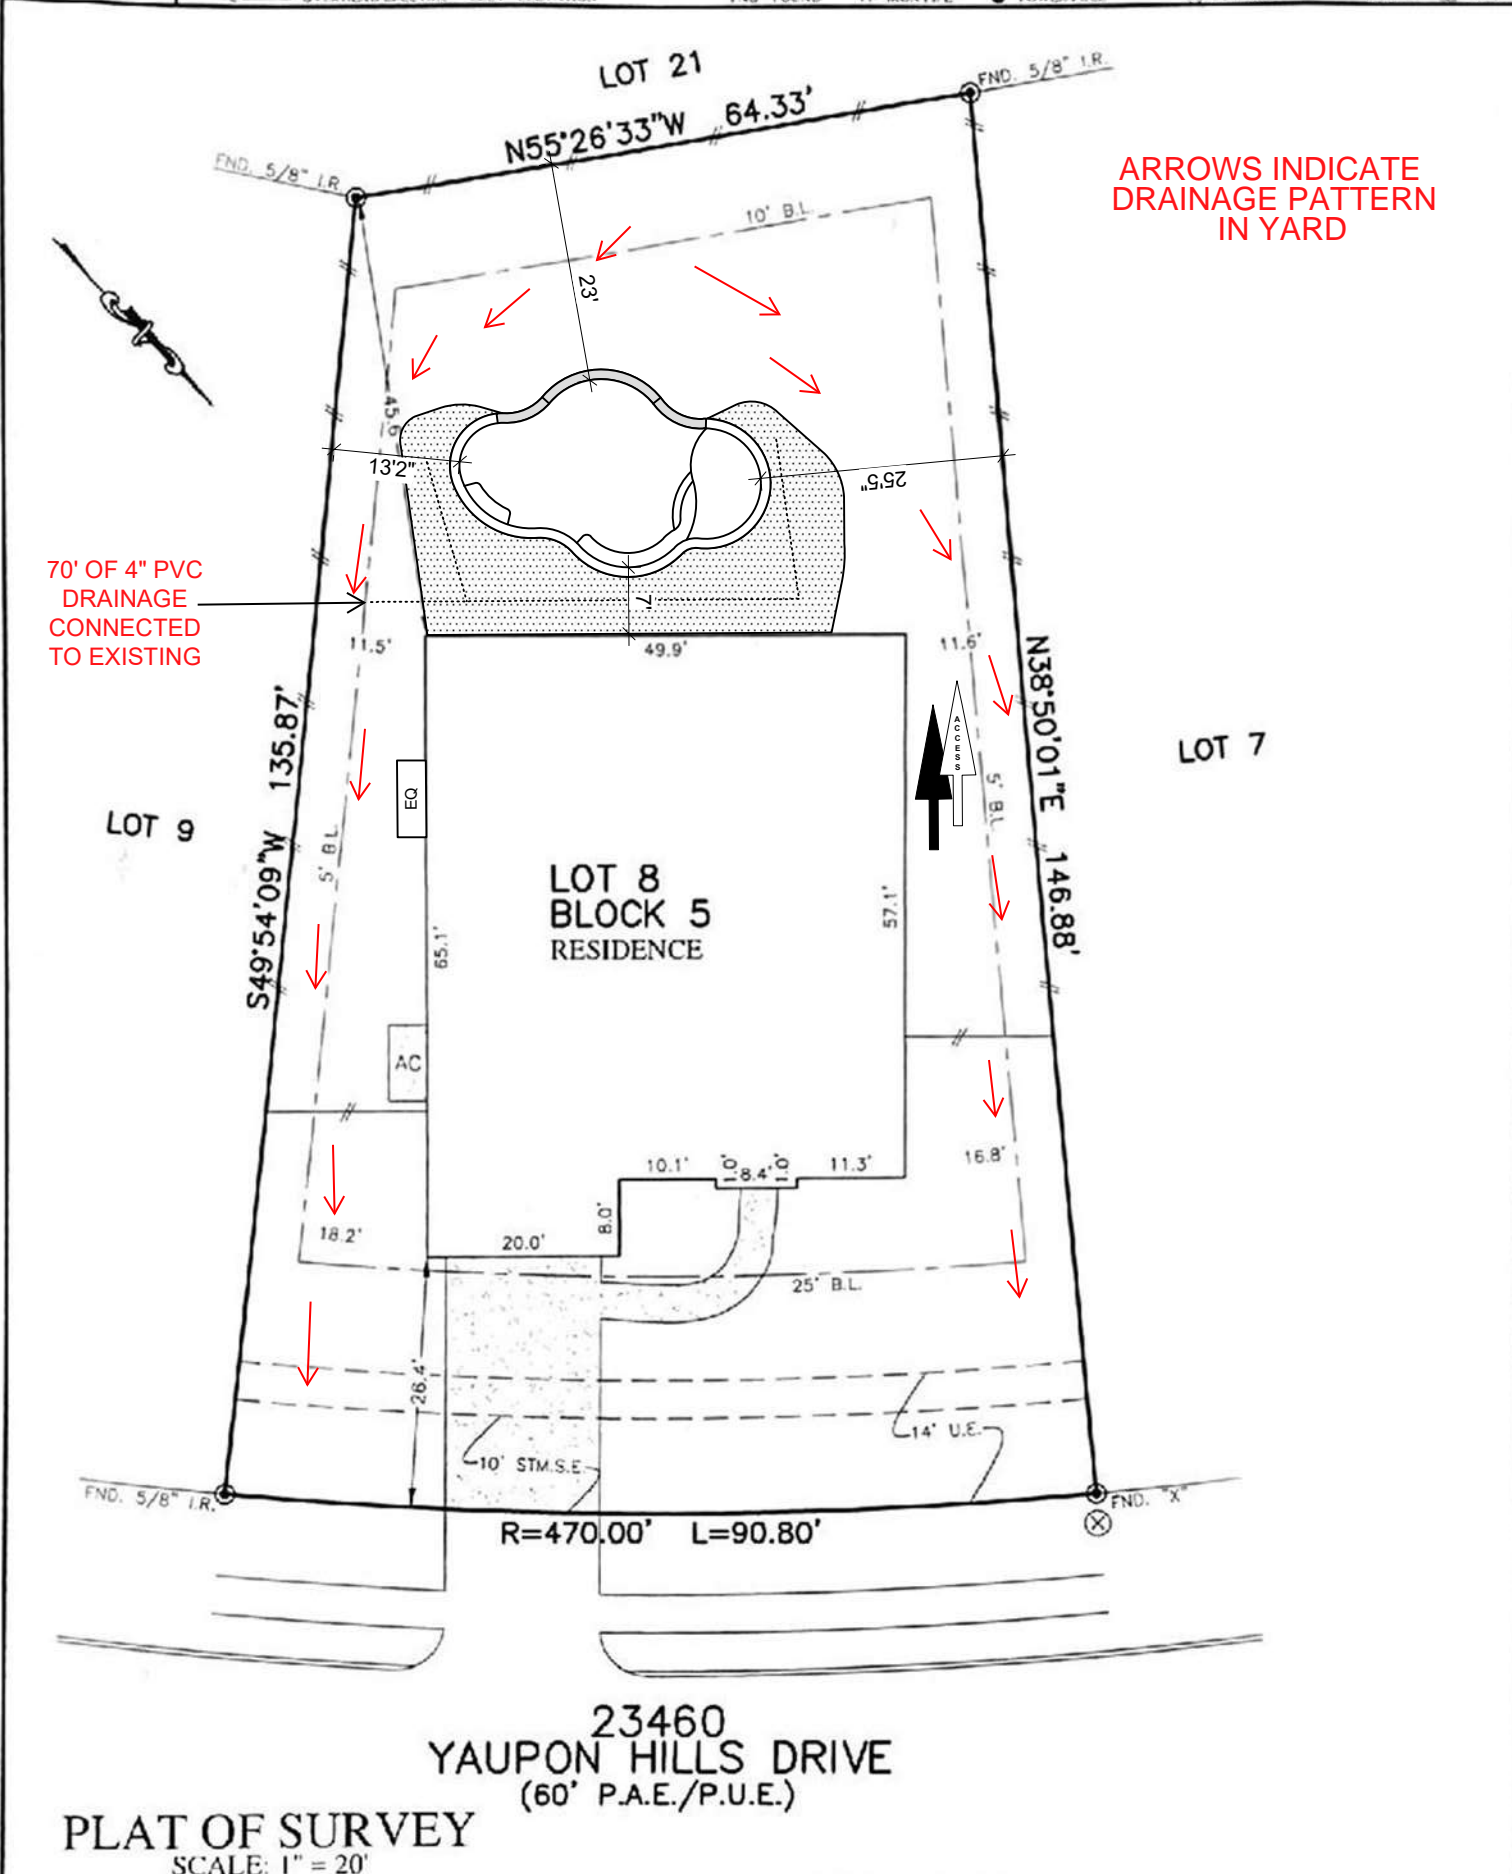 LOT 21
FND. 5/8" I.R.
N55°26'33"W 64.33'
FND. 5/8" I.R.
ARROWS INDICATE
DRAINAGE PATTERN
IN YARD
10' B.L.
23'
45.6'
13'2"
25'5"
7'
70' OF 4" PVC
DRAINAGE
CONNECTED
TO EXISTING
11.5'
49.9'
11.6'
S49°54'09"W 135.87'
N38°50'01"E 146.88'
ACCESS
LOT 7
EQ
5' B.L.
5' B.L.
LOT 9
LOT 8
BLOCK 5
RESIDENCE
65.1'
57.1'
AC
10.1'
1.0'
8.4'
1.0'
11.3'
16.8'
8.0'
18.2'
20.0'
25' B.L.
26.4'
14' U.E.
10' STM.S.E.
FND. 5/8" I.R.
FND. "X"
R=470.00' L=90.80'
23460
YAUPON HILLS DRIVE
(60' P.A.E./P.U.E.)
PLAT OF SURVEY
SCALE: 1" = 20'